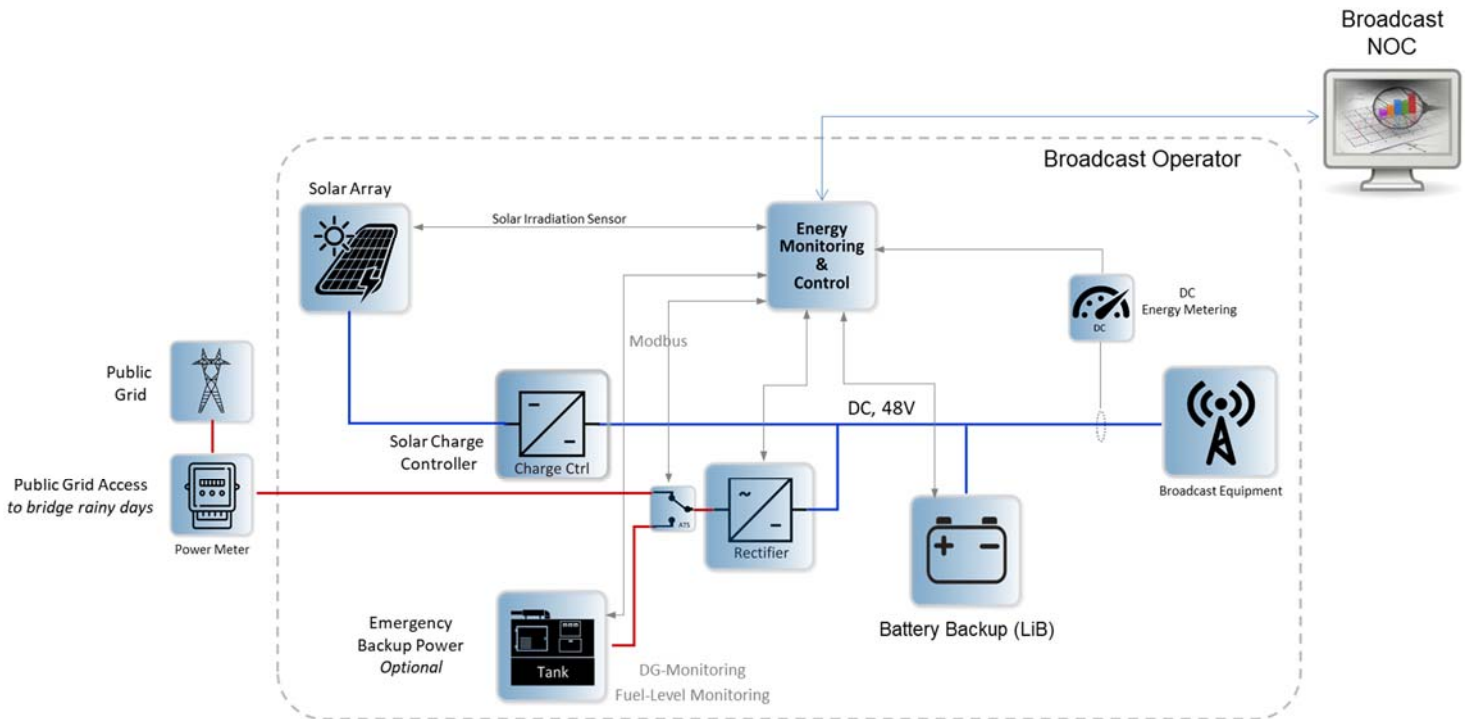 Broadcast
NOC
Broadcast Operator
Solar Array
Solar Irradiation Sensor
Energy
Monitoring
&
Control
DC
Energy Metering
DC
Modbus
Public
Grid
DC, 48V
Solar Charge
Controller
Charge Ctrl
Public Grid Access
to bridge rainy days
Power Meter
Broadcast Equipment
ATS
Rectifier
Emergency
Backup Power
Optional
Tank
Battery Backup (LiB)
DG-Monitoring
Fuel-Level Monitoring